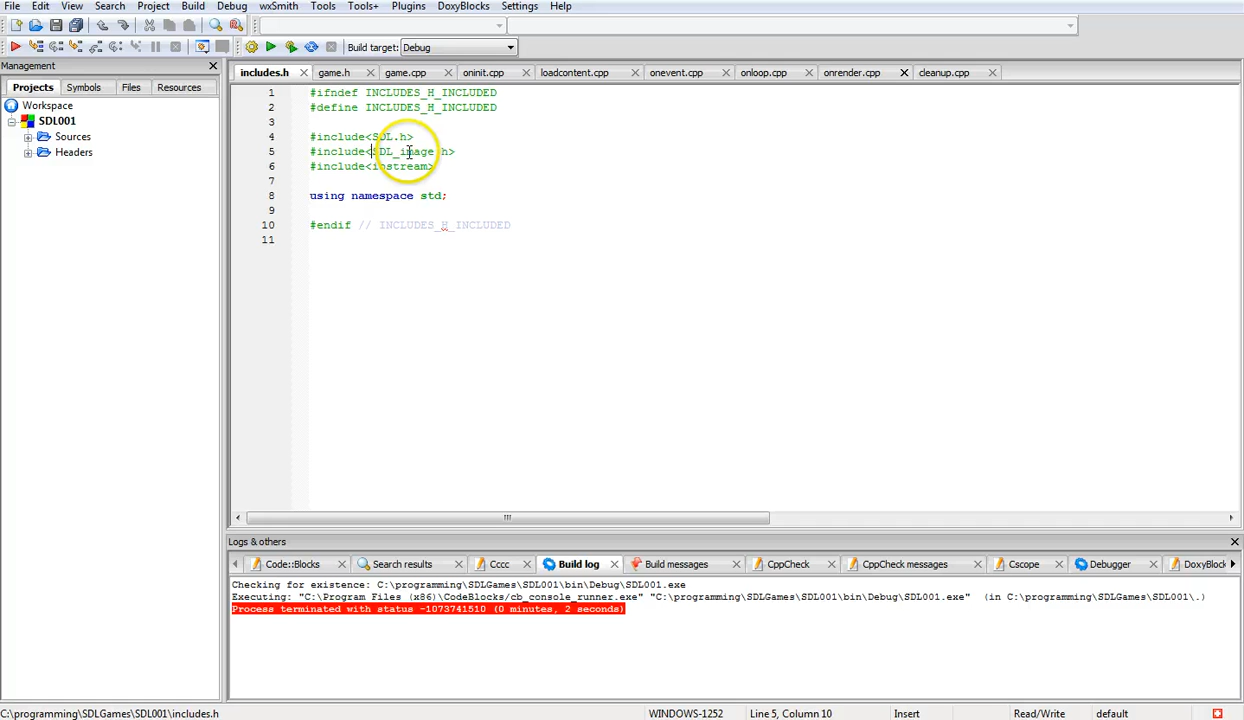 File Edit View Search Project Build Debug wxSmith Tools Tools+ Plugins DoxyBlocks Settings Help
Build target: Debug
Management
Projects Symbols Files Resources
Workspace
SDL001
Sources
Headers
includes.h game.h game.cpp oninit.cpp loadcontent.cpp onevent.cpp onloop.cpp onrender.cpp cleanup.cpp
1 #ifndef INCLUDES_H_INCLUDED
2 #define INCLUDES_H_INCLUDED
3
4 #include<SDL.h>
5 #include<SDL_image.h>
6 #include<iostream>
7
8 using namespace std;
9
10 #endif // INCLUDES_H_INCLUDED
11
Logs & others
Code::Blocks Search results Cccc Build log Build messages CppCheck CppCheck messages Cscope Debugger DoxyBlock
Checking for existence: C:\programming\SDLGames\SDL001\bin\Debug\SDL001.exe
Executing: "C:\Program Files (x86)\CodeBlocks/cb_console_runner.exe" "C:\programming\SDLGames\SDL001\bin\Debug\SDL001.exe" (in C:\programming\SDLGames\SDL001\.)
Process terminated with status -1073741510 (0 minutes, 2 seconds)
C:\programming\SDLGames\SDL001\includes.h WINDOWS-1252 Line 5, Column 10 Insert Read/Write default